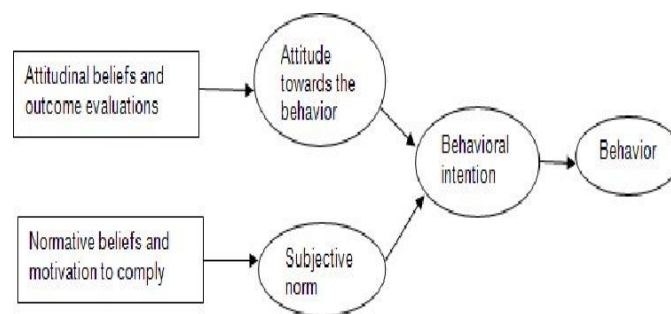 Attitudinal beliefs and
outcome evaluations
Attitude
towards the
behavior
Behavioral
intention
Behavior
Normative beliefs and
motivation to comply
Subjective
norm